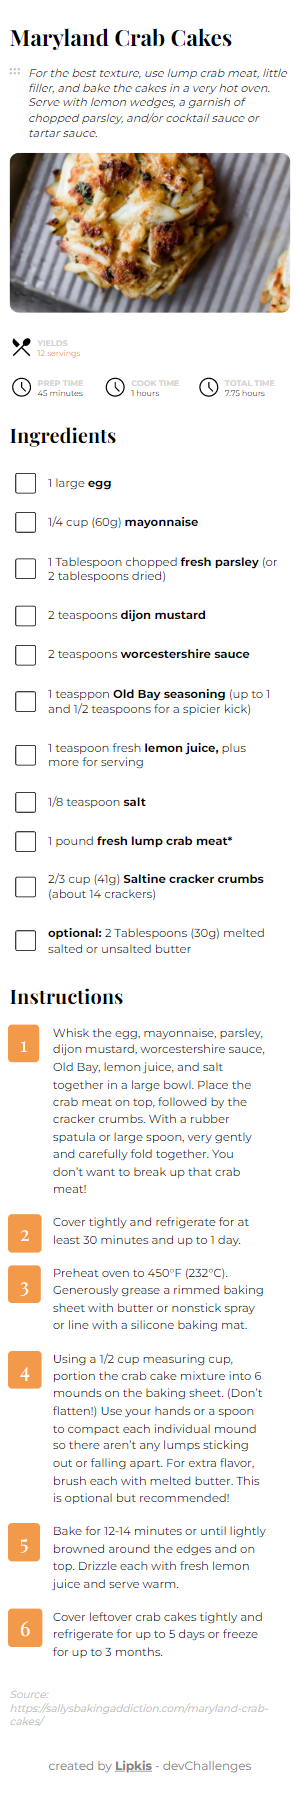 Maryland Crab Cakes
For the best texture, use lump crab meat, little
filler, and bake the cakes in a very hot oven.
Serve with lemon wedges, a garnish of
chopped parsley, and/or cocktail sauce or
tartar sauce.
YIELDS
12 servings
PREP TIME
45 minutes
COOK TIME
1 hours
TOTAL TIME
7.75 hours
Ingredients
1 large egg
1/4 cup (60g) mayonnaise
1 Tablespoon chopped fresh parsley (or
2 tablespoons dried)
2 teaspoons dijon mustard
2 teaspoons worcestershire sauce
1 teasppon Old Bay seasoning (up to 1
and 1/2 teaspoons for a spicier kick)
1 teaspoon fresh lemon juice, plus
more for serving
1/8 teaspoon salt
1 pound fresh lump crab meat*
2/3 cup (41g) Saltine cracker crumbs
(about 14 crackers)
optional: 2 Tablespoons (30g) melted
salted or unsalted butter
Instructions
1
Whisk the egg, mayonnaise, parsley,
dijon mustard, worcestershire sauce,
Old Bay, lemon juice, and salt
together in a large bowl. Place the
crab meat on top, followed by the
cracker crumbs. With a rubber
spatula or large spoon, very gently
and carefully fold together. You
don't want to break up that crab
meat!
2
Cover tightly and refrigerate for at
least 30 minutes and up to 1 day.
3
Preheat oven to 450°F (232°C).
Generously grease a rimmed baking
sheet with butter or nonstick spray
or line with a silicone baking mat.
4
Using a 1/2 cup measuring cup,
portion the crab cake mixture into 6
mounds on the baking sheet. (Don't
flatten!) Use your hands or a spoon
to compact each individual mound
so there aren't any lumps sticking
out or falling apart. For extra flavor,
brush each with melted butter. This
is optional but recommended!
5
Bake for 12-14 minutes or until lightly
browned around the edges and on
top. Drizzle each with fresh lemon
juice and serve warm.
6
Cover leftover crab cakes tightly and
refrigerate for up to 5 days or freeze
for up to 3 months.
Source:
https://sallysbakingaddiction.com/maryland-crab-
cakes/
created by Lipkis - devChallenges